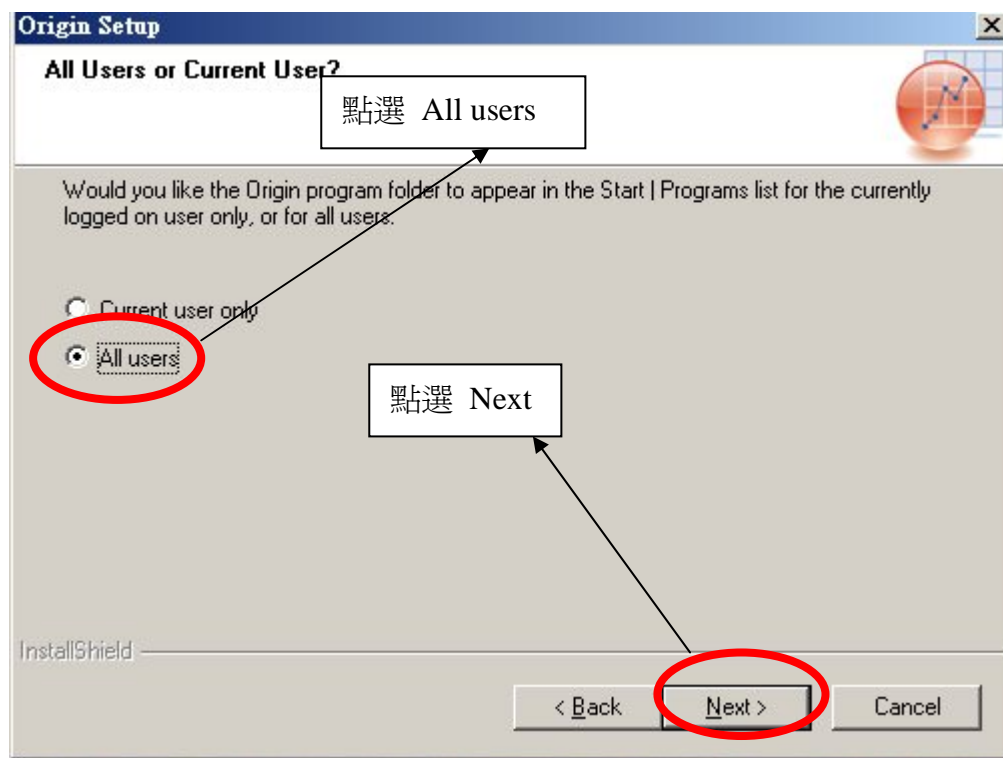 Origin Setup
All Users or Current User?
點選 All users
Would you like the Origin program folder to appear in the Start | Programs list for the currently
logged on user only, or for all users.
Current user only
All users
點選 Next
InstallShield
< Back
Next >
Cancel